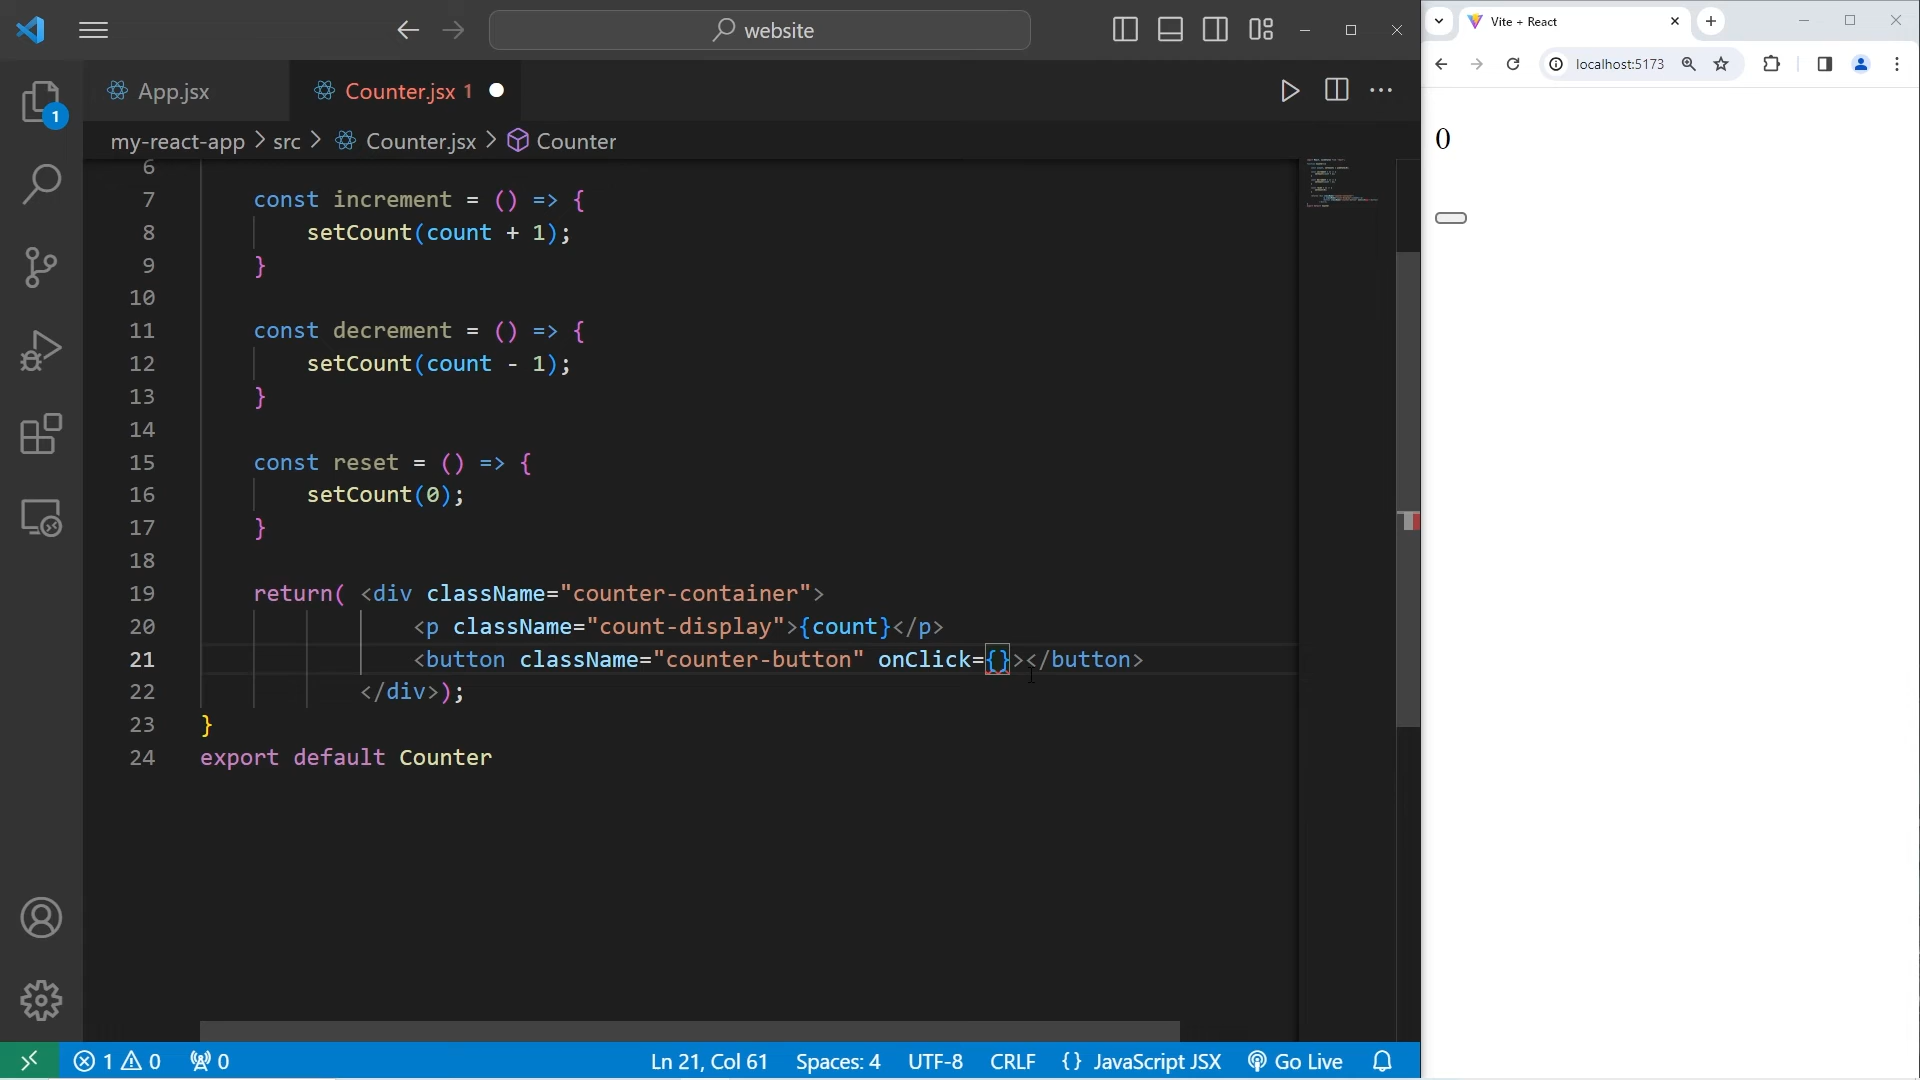 website
Vite + React
localhost:5173
App.jsx
Counter.jsx 1
1
my-react-app > src > Counter.jsx > Counter
6
7 const increment = () => {
8 setCount(count + 1);
9 }
10
11 const decrement = () => {
12 setCount(count - 1);
13 }
14
15 const reset = () => {
16 setCount(0);
17 }
18
19 return( <div className="counter-container">
20 <p className="count-display">{count}</p>
21 <button className="counter-button" onClick={}></button>
22 </div>);
23 }
24 export default Counter
0
1 0 0 Ln 21, Col 61 Spaces: 4 UTF-8 CRLF {} JavaScript JSX Go Live